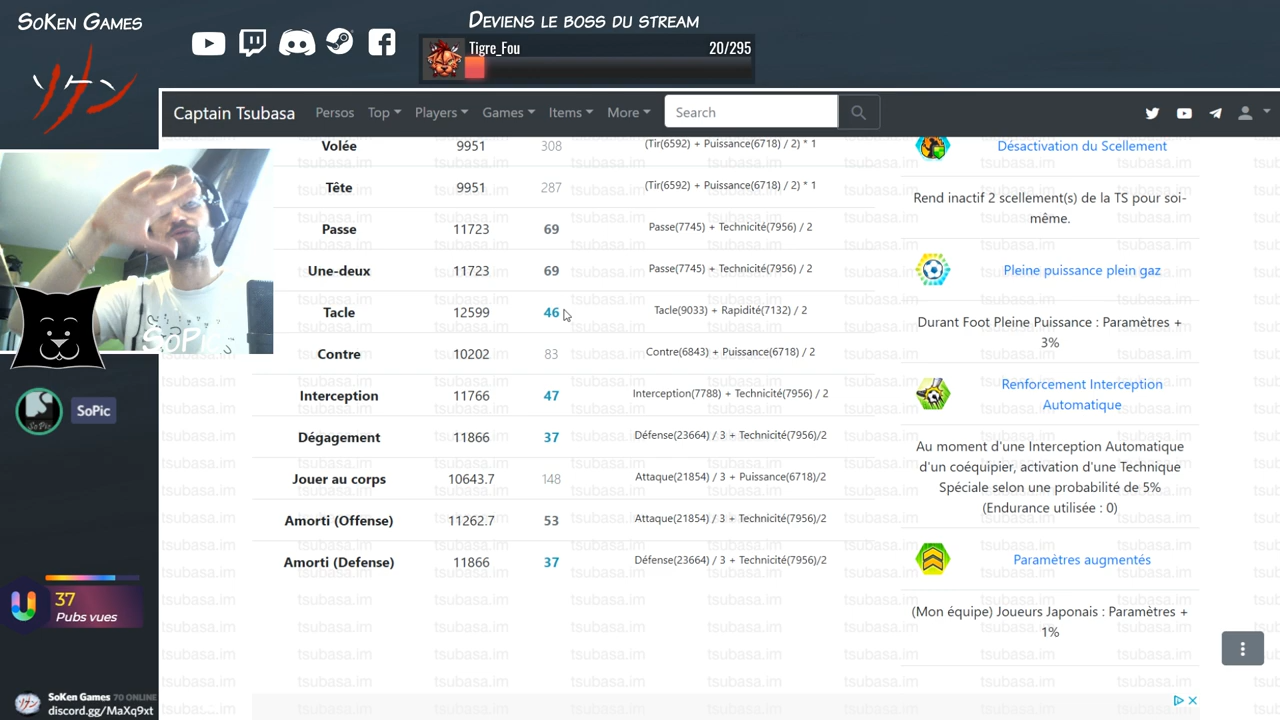 SoKen Games
Deviens le boss du stream
Tigre_Fou 20/295
Captain Tsubasa Persos Top Players Games Items More Search
Volée 9951 308 (Tir(6592) + Puissance(6718) / 2) * 1
Tête 9951 287 (Tir(6592) + Puissance(6718) / 2) * 1
Passe 11723 69 Passe(7745) + Technicité(7956) / 2
Une-deux 11723 69 Passe(7745) + Technicité(7956) / 2
Tacle 12599 46 Tacle(9033) + Rapidité(7132) / 2
Contre 10202 83 Contre(6843) + Puissance(6718) / 2
Interception 11766 47 Interception(7788) + Technicité(7956) / 2
Dégagement 11866 37 Défense(23664) / 3 + Technicité(7956)/2
Jouer au corps 10643.7 148 Attaque(21854) / 3 + Puissance(6718)/2
Amorti (Offense) 11262.7 53 Attaque(21854) / 3 + Technicité(7956)/2
Amorti (Defense) 11866 37 Défense(23664) / 3 + Technicité(7956)/2
Désactivation du Scellement
Rend inactif 2 scellement(s) de la TS pour soi-
même.
Pleine puissance plein gaz
Durant Foot Pleine Puissance : Paramètres +
3%
Renforcement Interception
Automatique
Au moment d'une Interception Automatique
d'un coéquipier, activation d'une Technique
Spéciale selon une probabilité de 5%
(Endurance utilisée : 0)
Paramètres augmentés
(Mon équipe) Joueurs Japonais : Paramètres +
1%
SoPic
SoPic
37
Pubs vues
SoKen Games 70 ONLINE
discord.gg/MaXq9xt
tsubasa.im